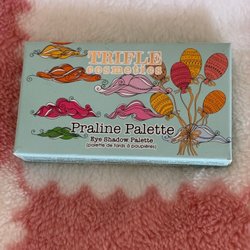 TRIFLE
cosmetics
Praline Palette
Eye Shadow Palette
(palette de fards à paupières)